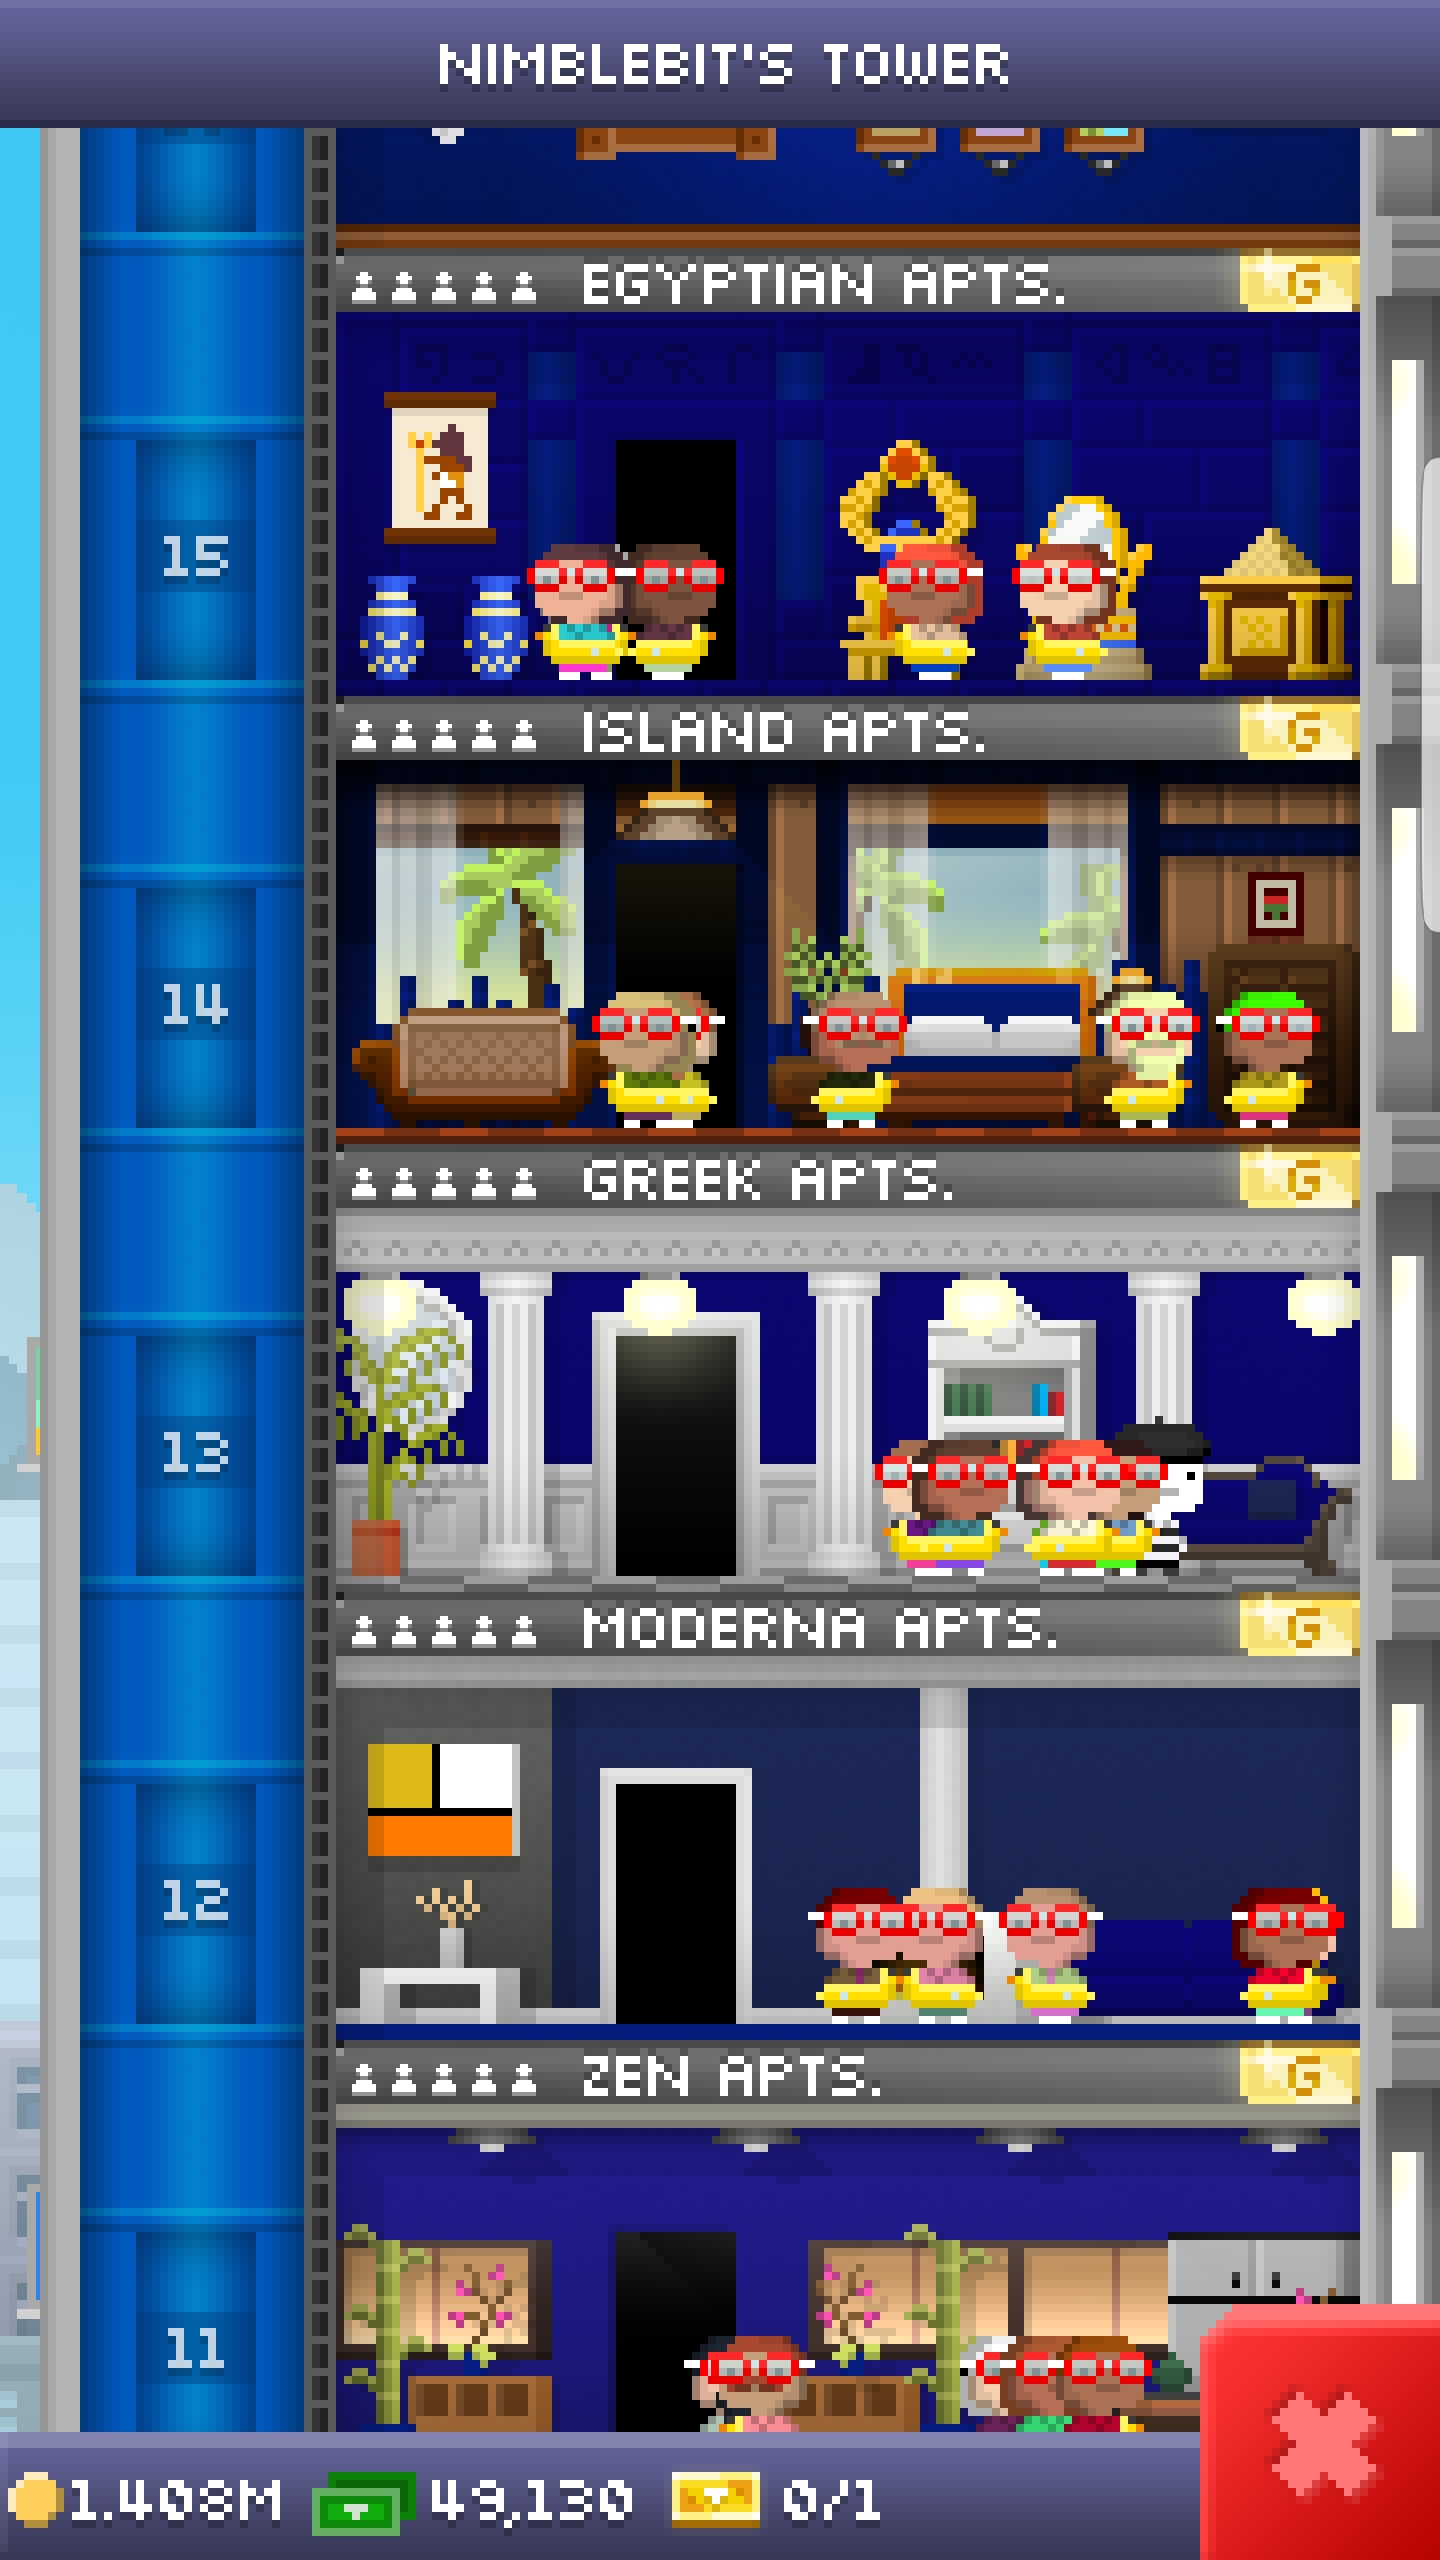 NIMBLEBIT'S TOWER
EGYPTIAN APTS. G
15
ISLAND APTS. G
14
GREEK APTS. G
13
MODERNA APTS. G
12
ZEN APTS. G
11
1.408M 49,130 0/1